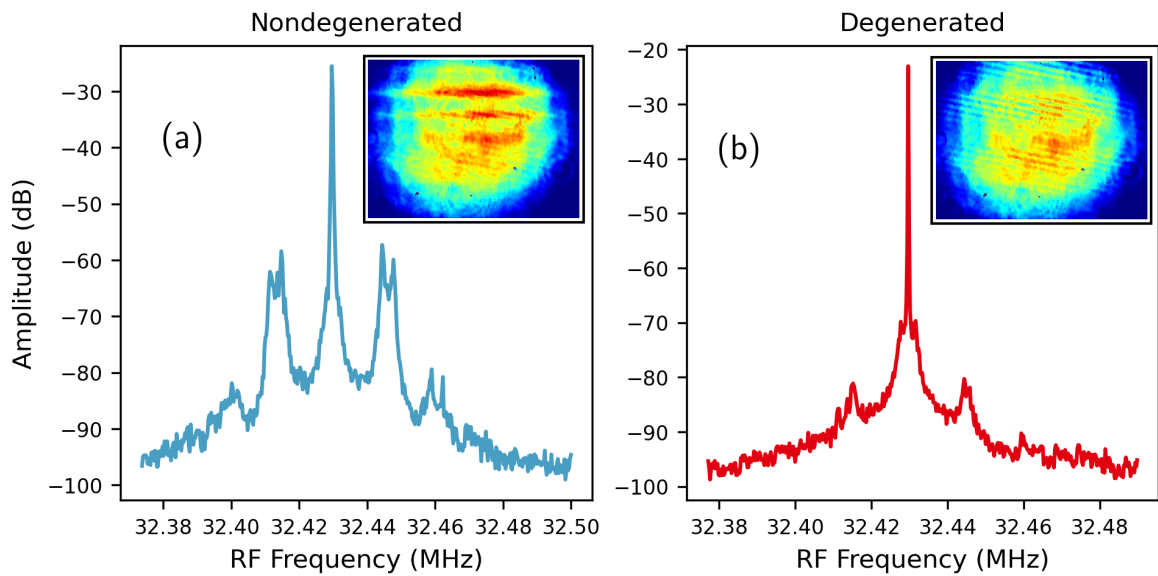 Nondegenerated
Degenerated
Amplitude (dB)
−30
−40
−50
−60
−70
−80
−90
−100
(a)
32.38 32.40 32.42 32.44 32.46 32.48 32.50
RF Frequency (MHz)
−20
−30
−40
−50
−60
−70
−80
−90
−100
(b)
32.38 32.40 32.42 32.44 32.46 32.48
RF Frequency (MHz)